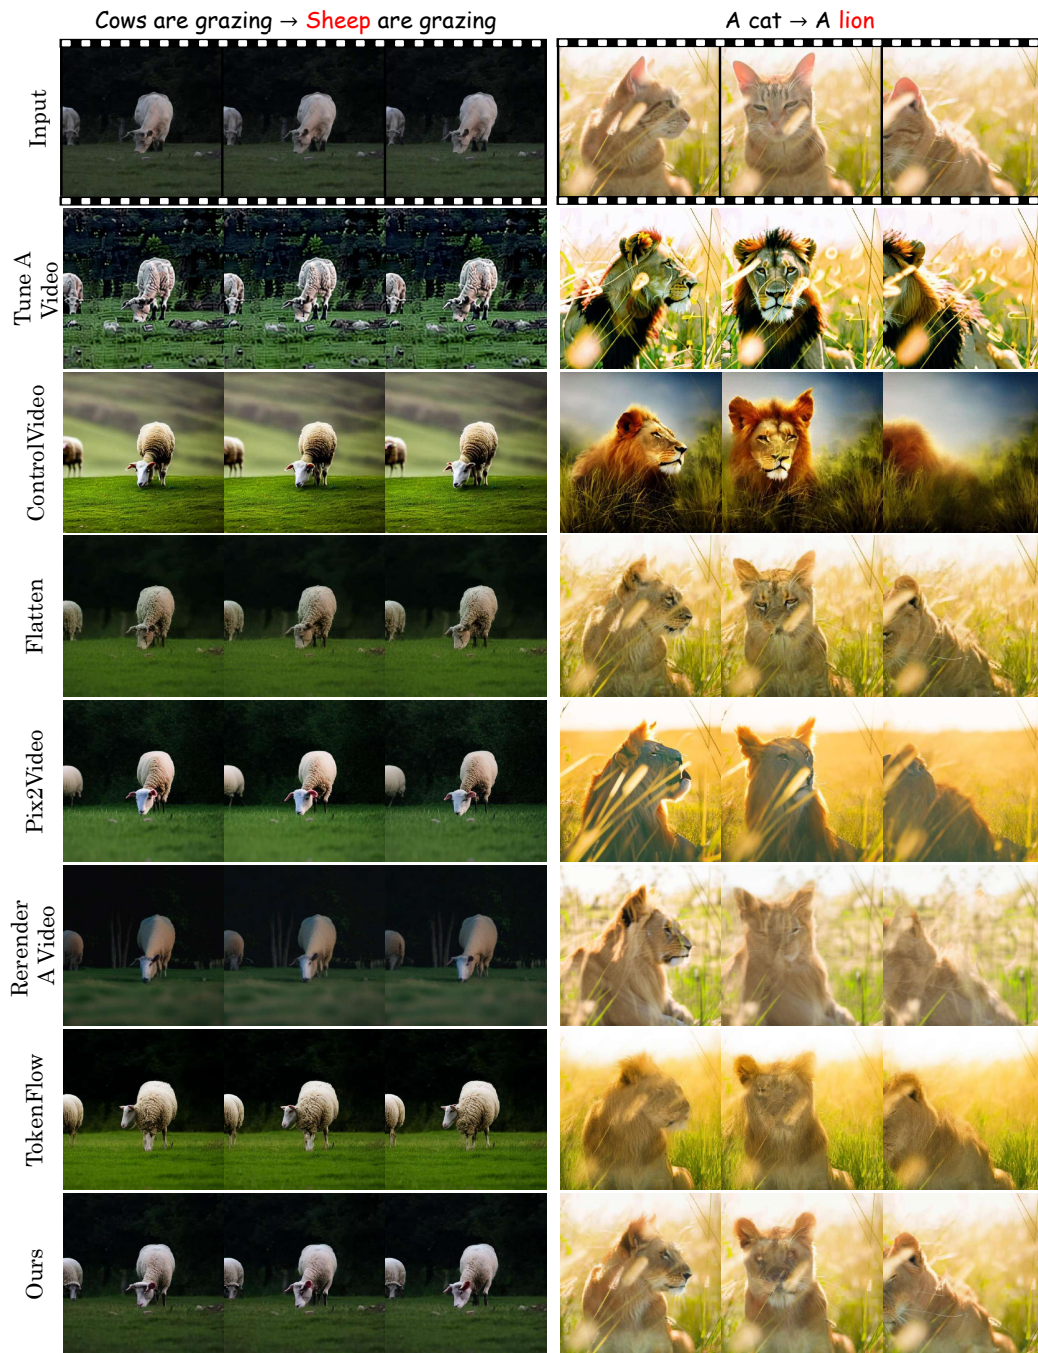 Cows are grazing → Sheep are grazing
A cat → A lion
Input
Tune A
Video
ControlVideo
Flatten
Pix2Video
Rerender
A Video
TokenFlow
Ours